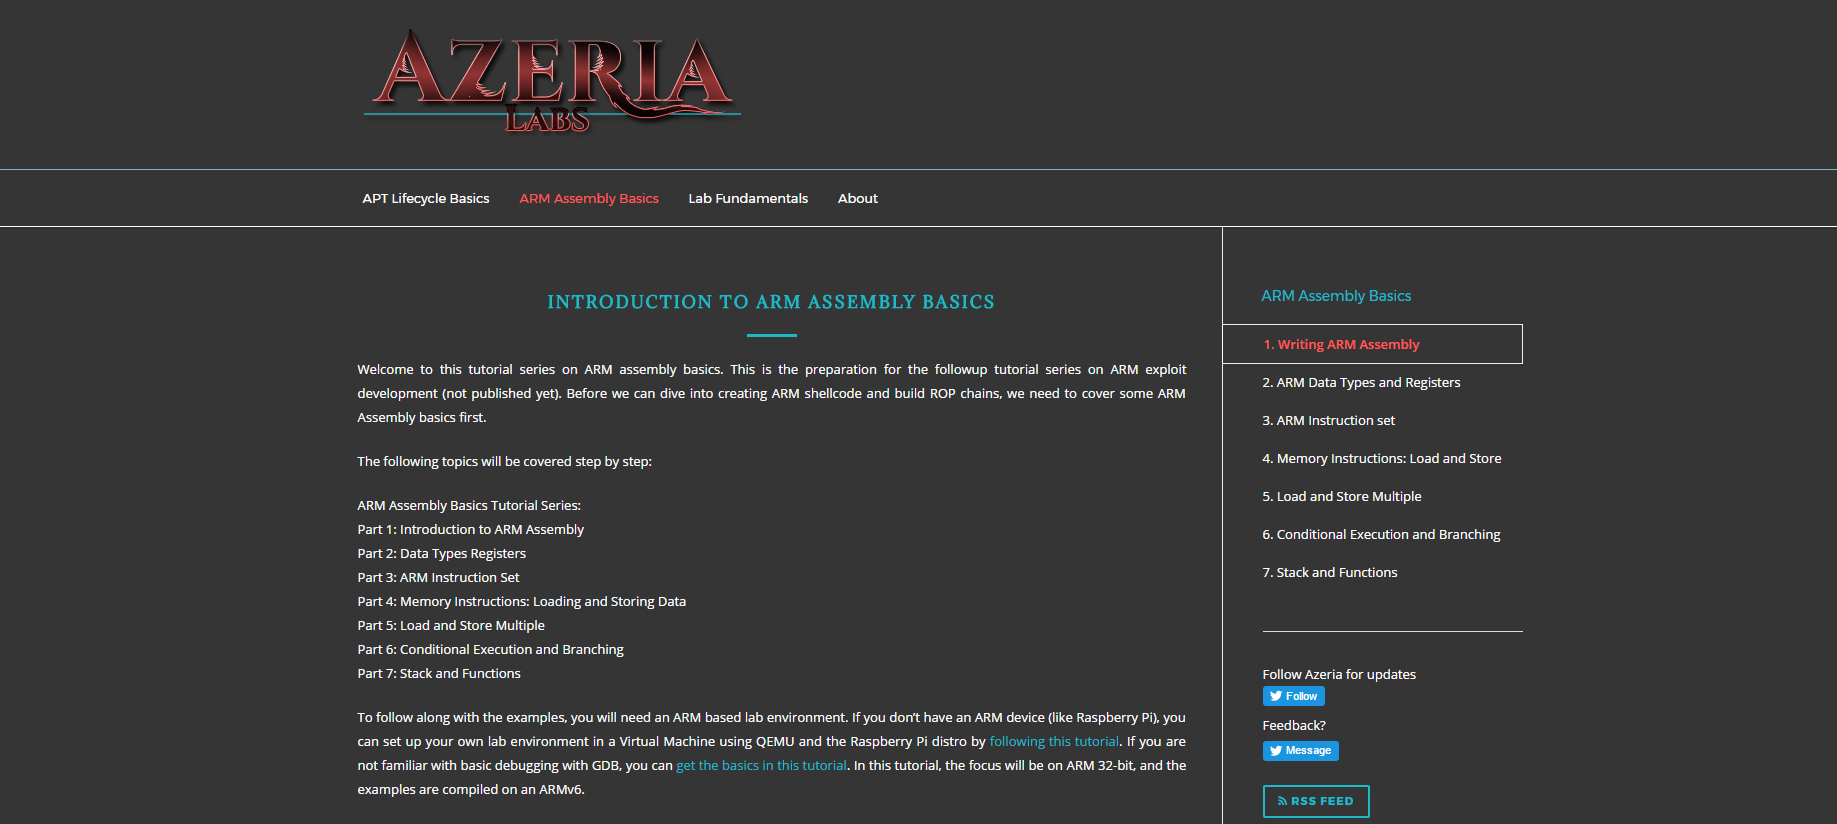 AZERIA
LABS
APT Lifecycle Basics
ARM Assembly Basics
Lab Fundamentals
About
INTRODUCTION TO ARM ASSEMBLY BASICS
Welcome to this tutorial series on ARM assembly basics. This is the preparation for the followup tutorial series on ARM exploit
development (not published yet). Before we can dive into creating ARM shellcode and build ROP chains, we need to cover some ARM
Assembly basics first.
The following topics will be covered step by step:
ARM Assembly Basics Tutorial Series:
Part 1: Introduction to ARM Assembly
Part 2: Data Types Registers
Part 3: ARM Instruction Set
Part 4: Memory Instructions: Loading and Storing Data
Part 5: Load and Store Multiple
Part 6: Conditional Execution and Branching
Part 7: Stack and Functions
To follow along with the examples, you will need an ARM based lab environment. If you don’t have an ARM device (like Raspberry Pi), you
can set up your own lab environment in a Virtual Machine using QEMU and the Raspberry Pi distro by following this tutorial. If you are
not familiar with basic debugging with GDB, you can get the basics in this tutorial. In this tutorial, the focus will be on ARM 32-bit, and the
examples are compiled on an ARMv6.
ARM Assembly Basics
1. Writing ARM Assembly
2. ARM Data Types and Registers
3. ARM Instruction set
4. Memory Instructions: Load and Store
5. Load and Store Multiple
6. Conditional Execution and Branching
7. Stack and Functions
Follow Azeria for updates
Follow
Feedback?
Message
RSS FEED